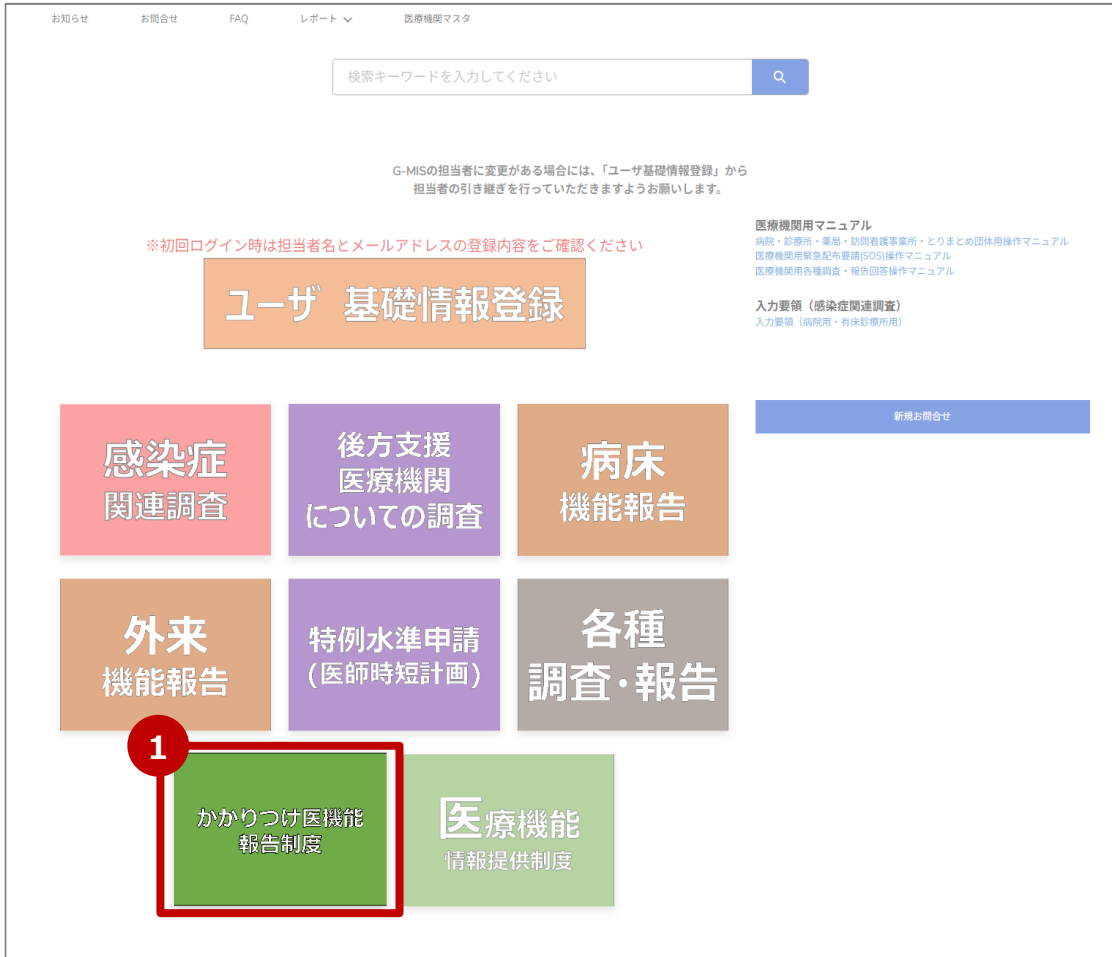 お知らせ お問合せ FAQ レポート 医療機関マスタ
検索キーワードを入力してください
G-MISの担当者に変更がある場合には、「ユーザ基礎情報登録」から
担当者の引き継ぎを行っていただきますようお願いします。
※初回ログイン時は担当者名とメールアドレスの登録内容をご確認ください
ユーザ 基礎情報登録
医療機関用マニュアル
病院・診療所・薬局・訪問看護事業所・とりまとめ団体用操作マニュアル
医療機関用緊急配布要請(SOS)操作マニュアル
医療機関用各種調査・報告回答操作マニュアル
入力要領（感染症関連調査）
入力要領（病院用・有床診療所用）
新規お問合せ
感染症
関連調査
後方支援
医療機関
についての調査
病床
機能報告
外来
機能報告
特例水準申請
(医師時短計画)
各種
調査・報告
1
かかりつけ医機能
報告制度
医療機能
情報提供制度